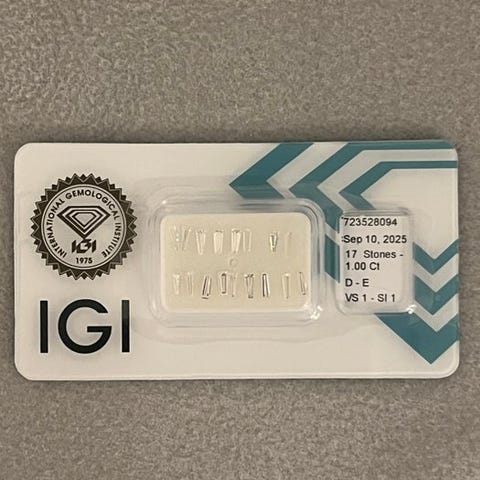 INTERNATIONAL GEMOLOGICAL INSTITUTE
IGI
1975
IGI
723528094
Sep 10, 2025
17 Stones -
1.00 Ct
D - E
VS 1 - SI 1